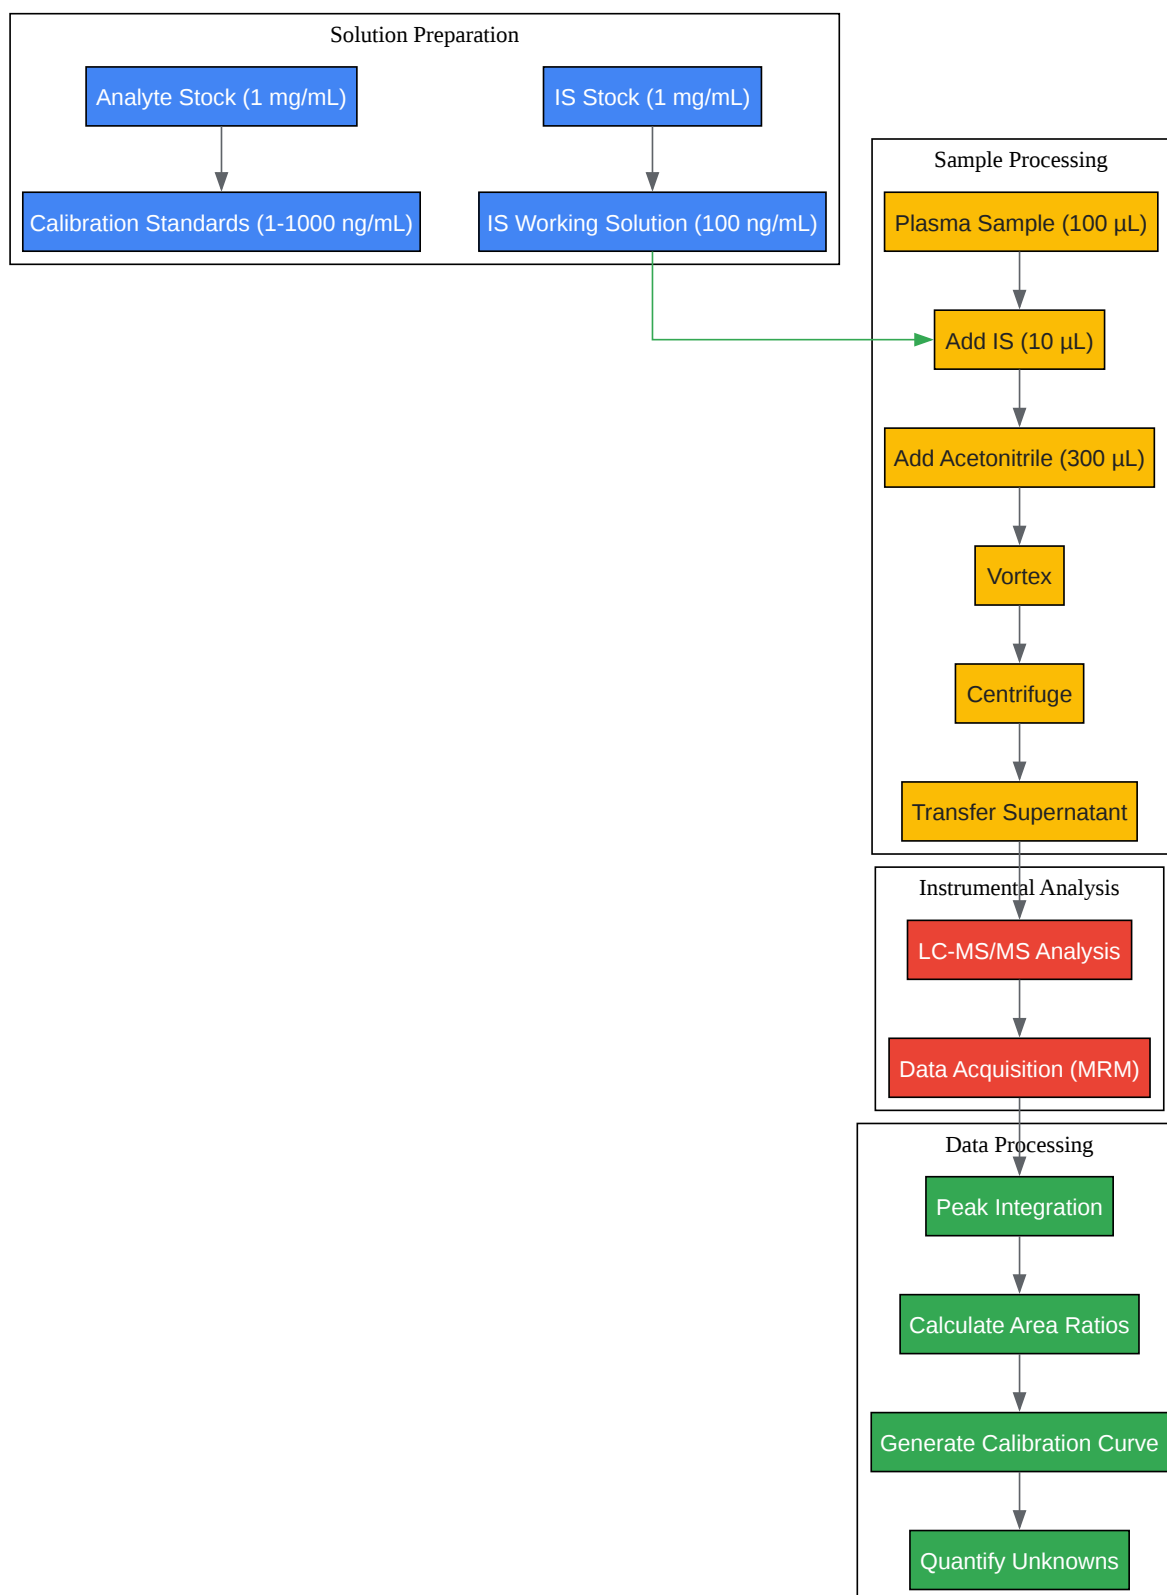 Solution Preparation
Analyte Stock (1 mg/mL)
IS Stock (1 mg/mL)
Calibration Standards (1-1000 ng/mL)
IS Working Solution (100 ng/mL)
Sample Processing
Plasma Sample (100 µL)
Add IS (10 µL)
Add Acetonitrile (300 µL)
Vortex
Centrifuge
Transfer Supernatant
Instrumental Analysis
LC-MS/MS Analysis
Data Acquisition (MRM)
Data Processing
Peak Integration
Calculate Area Ratios
Generate Calibration Curve
Quantify Unknowns